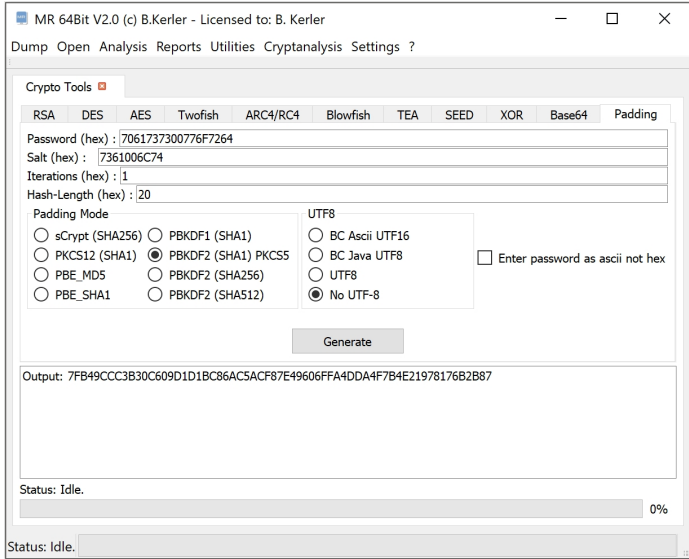 MR 64Bit V2.0 (c) B.Kerler - Licensed to: B. Kerler
Dump Open Analysis Reports Utilities Cryptanalysis Settings ?
Crypto Tools
RSA DES AES Twofish ARC4/RC4 Blowfish TEA SEED XOR Base64 Padding
Password (hex) : 7061737300776F7264
Salt (hex) : 7361006C74
Iterations (hex) : 1
Hash-Length (hex) : 20
Padding Mode UTF8
sCrypt (SHA256) PBKDF1 (SHA1) BC Ascii UTF16
PKCS12 (SHA1) PBKDF2 (SHA1) PKCS5 BC Java UTF8 Enter password as ascii not hex
PBE_MD5 PBKDF2 (SHA256) UTF8
PBE_SHA1 PBKDF2 (SHA512) No UTF-8
Generate
Output: 7FB49CCC3B30C609D1D1BC86AC5ACF87E49606FFA4DDA4F7B4E21978176B2B87
Status: Idle.
0%
Status: Idle.